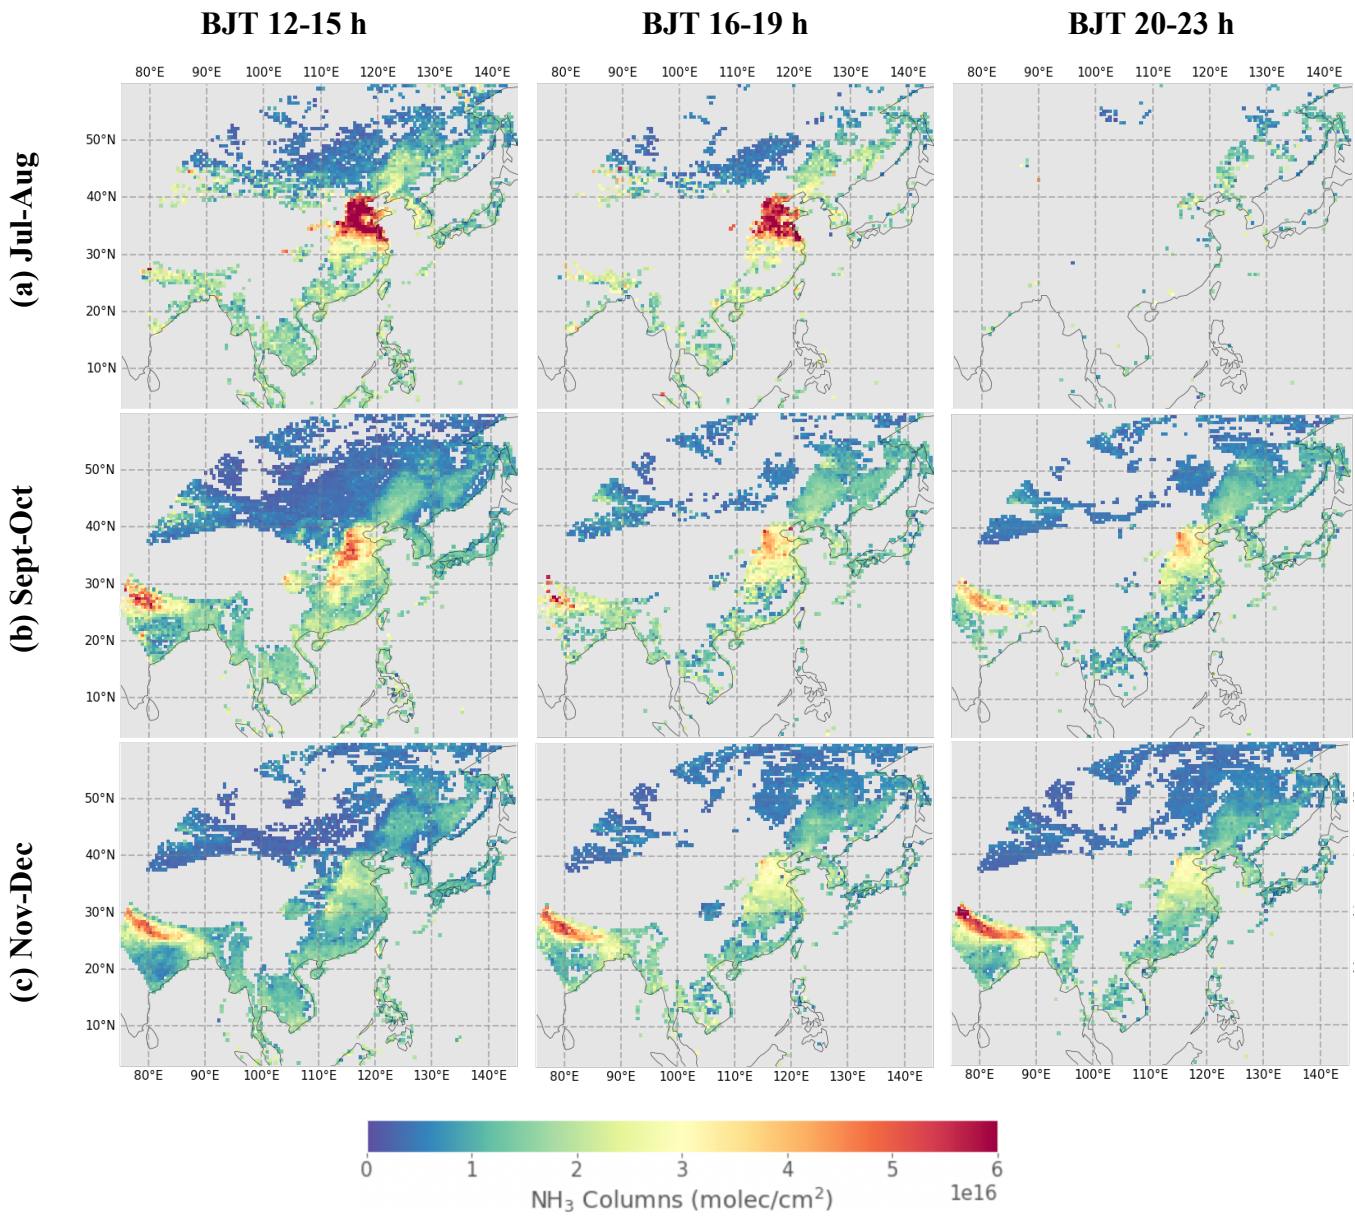 BJT 12-15 h BJT 16-19 h BJT 20-23 h
80°E 90°E 100°E 110°E 120°E 130°E 140°E 80°E 90°E 100°E 110°E 120°E 130°E 140°E 80°E 90°E 100°E 110°E 120°E 130°E 140°E
(a) Jul-Aug
50°N
40°N
30°N
20°N
10°N
(b) Sept-Oct
50°N
40°N
30°N
20°N
10°N
(c) Nov-Dec
50°N
40°N
30°N
20°N
10°N
80°E 90°E 100°E 110°E 120°E 130°E 140°E 80°E 90°E 100°E 110°E 120°E 130°E 140°E 80°E 90°E 100°E 110°E 120°E 130°E 140°E
0 1 2 3 4 5 6
1e16
NH₃ Columns (molec/cm²)